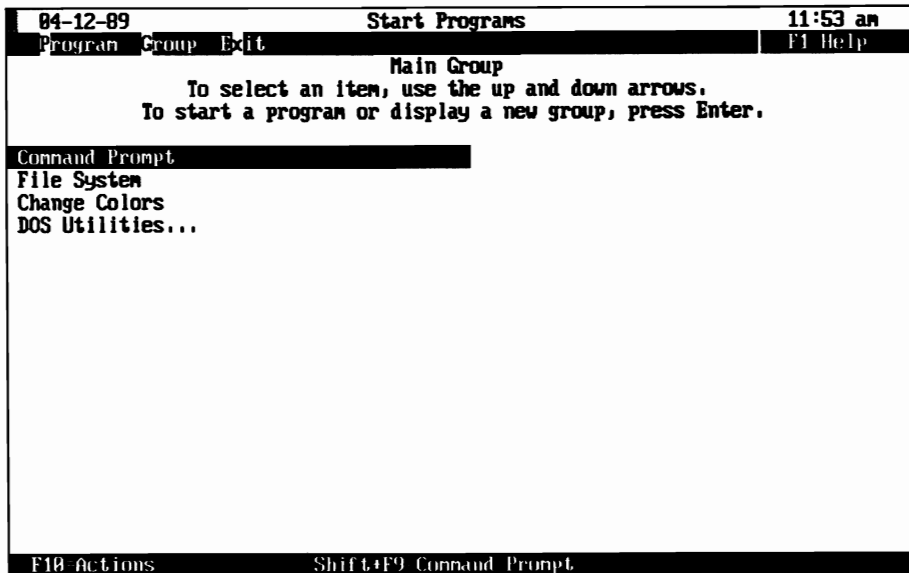 04-12-89 Start Programs 11:53 am
Program Group Exit F1 Help
Main Group
To select an item, use the up and down arrows.
To start a program or display a new group, press Enter.
Command Prompt
File System
Change Colors
DOS Utilities...
F10=Actions Shift+F9 Command Prompt